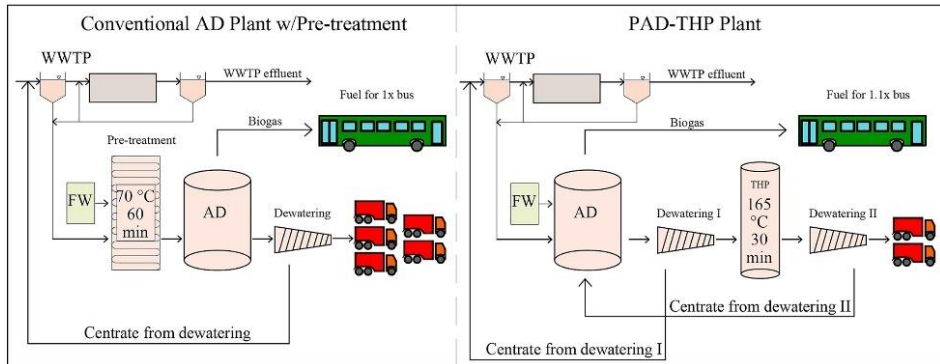 Conventional AD Plant w/Pre-treatment
WWTP
WWTP effluent
Fuel for 1x bus
Biogas
Pre-treatment
FW
70 °C
60
min
AD
Dewatering
Centrate from dewatering
PAD-THP Plant
WWTP
WWTP effluent
Fuel for 1.1x bus
Biogas
FW
AD
Dewatering I
THP
165
°C
30
min
Dewatering II
Centrate from dewatering II
Centrate from dewatering I